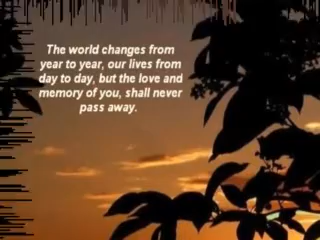 The world changes from
year to year, our lives from
day to day, but the love and
memory of you, shall never
pass away.